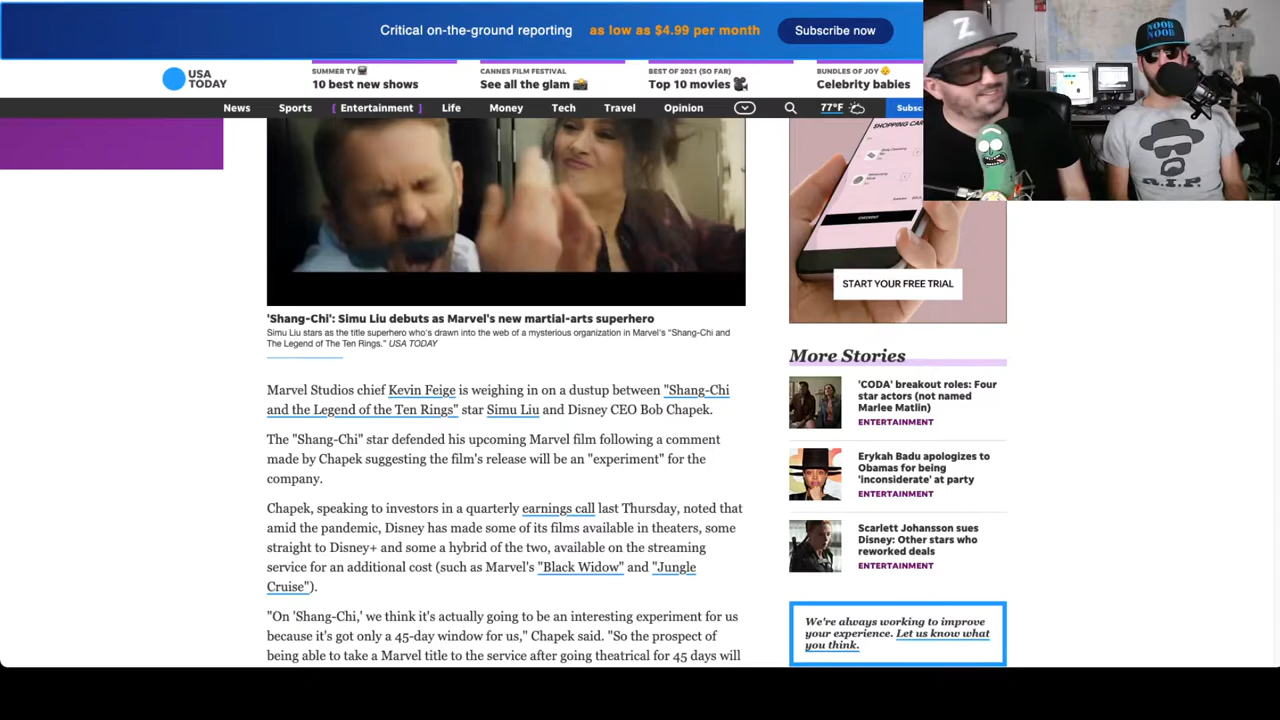 Critical on-the-ground reporting as low as $4.99 per month Subscribe now
USA
TODAY
SUMMER TV
10 best new shows
CANNES FILM FESTIVAL
See all the glam
BEST OF 2021 (SO FAR)
Top 10 movies
BUNDLES OF JOY
Celebrity babies
News Sports [ Entertainment ] Life Money Tech Travel Opinion 77°F Subsc
Z
NOOB
NOOB
R.I.P.
SHOPPING CAR
CHECKOUT
START YOUR FREE TRIAL
'Shang-Chi': Simu Liu debuts as Marvel's new martial-arts superhero
Simu Liu stars as the title superhero who's drawn into the web of a mysterious organization in Marvel's "Shang-Chi and
The Legend of The Ten Rings." USA TODAY
Marvel Studios chief Kevin Feige is weighing in on a dustup between "Shang-Chi
and the Legend of the Ten Rings" star Simu Liu and Disney CEO Bob Chapek.
The "Shang-Chi" star defended his upcoming Marvel film following a comment
made by Chapek suggesting the film's release will be an "experiment" for the
company.
Chapek, speaking to investors in a quarterly earnings call last Thursday, noted that
amid the pandemic, Disney has made some of its films available in theaters, some
straight to Disney+ and some a hybrid of the two, available on the streaming
service for an additional cost (such as Marvel's "Black Widow" and "Jungle
Cruise").
"On 'Shang-Chi,' we think it's actually going to be an interesting experiment for us
because it's got only a 45-day window for us," Chapek said. "So the prospect of
being able to take a Marvel title to the service after going theatrical for 45 days will
More Stories
'CODA' breakout roles: Four
star actors (not named
Marlee Matlin)
ENTERTAINMENT
Erykah Badu apologizes to
Obamas for being
'inconsiderate' at party
ENTERTAINMENT
Scarlett Johansson sues
Disney: Other stars who
reworked deals
ENTERTAINMENT
We're always working to improve
your experience. Let us know what
you think.